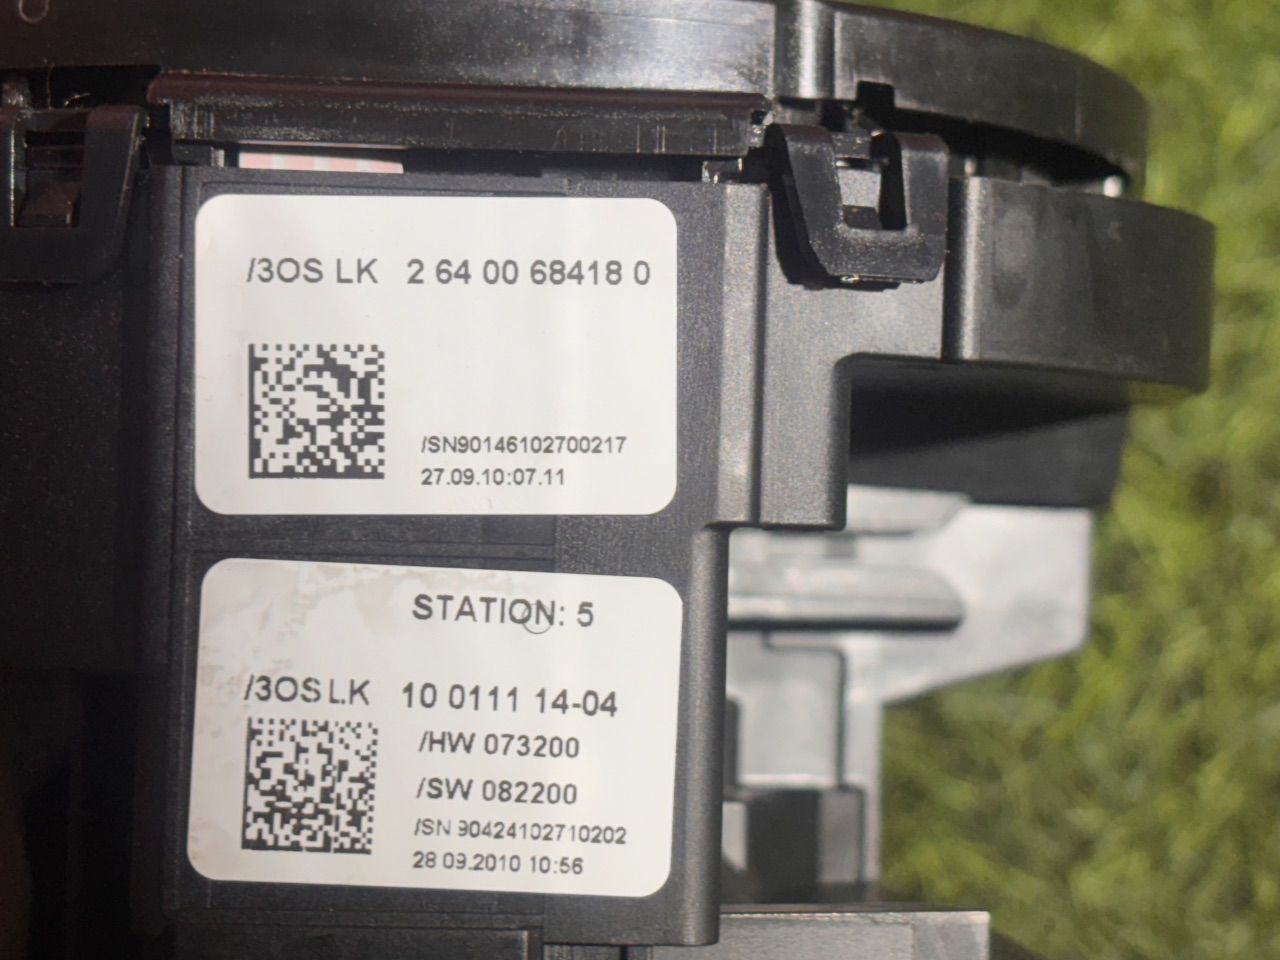 /3OS LK 2 64 00 68418 0
/SN90146102700217
27.09.10:07.11
STATION: 5
/3OS LK 10 0111 14-04
/HW 073200
/SW 082200
/SN 90424102710202
28 09.2010 10:56